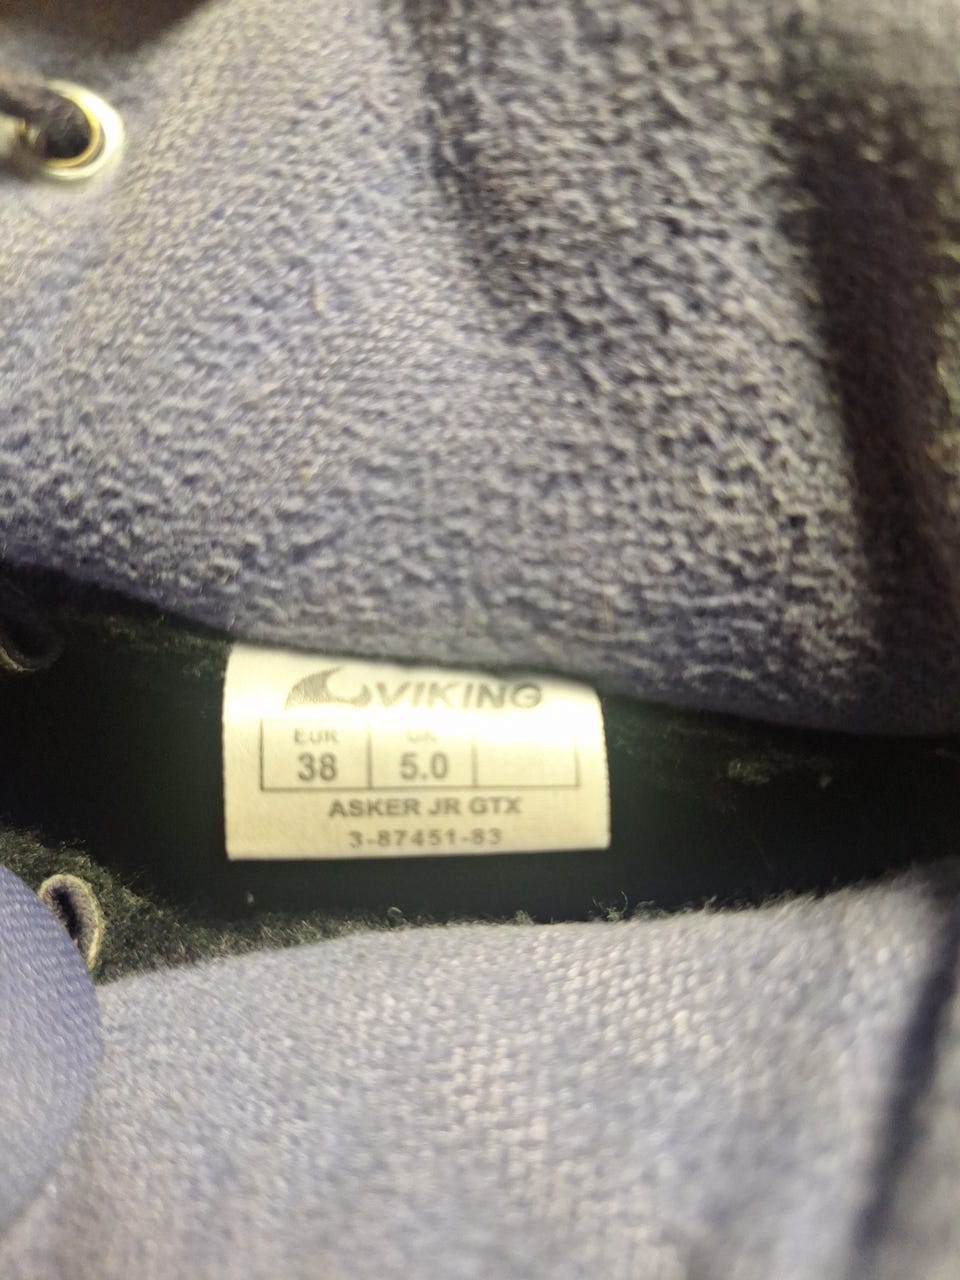 VIKING
EUR UK
38 5.0
ASKER JR GTX
3-87451-83